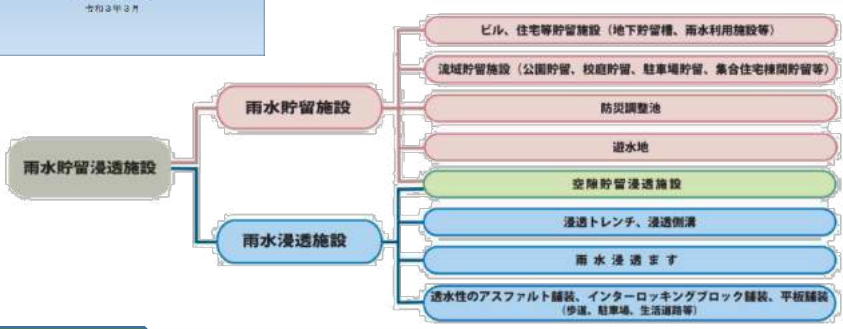 令和3年3月
ビル、住宅等貯留施設（地下貯留槽、雨水利用施設等）
流域貯留施設（公園貯留、校庭貯留、駐車場貯留、集合住宅棟間貯留等）
雨水貯留施設
防災調整池
遊水地
雨水貯留浸透施設
空隙貯留浸透施設
浸透トレンチ、浸透側溝
雨水浸透施設
雨水浸透ます
透水性のアスファルト舗装、インターロッキングブロック舗装、平板舗装
（歩道、駐車場、生活道路等）